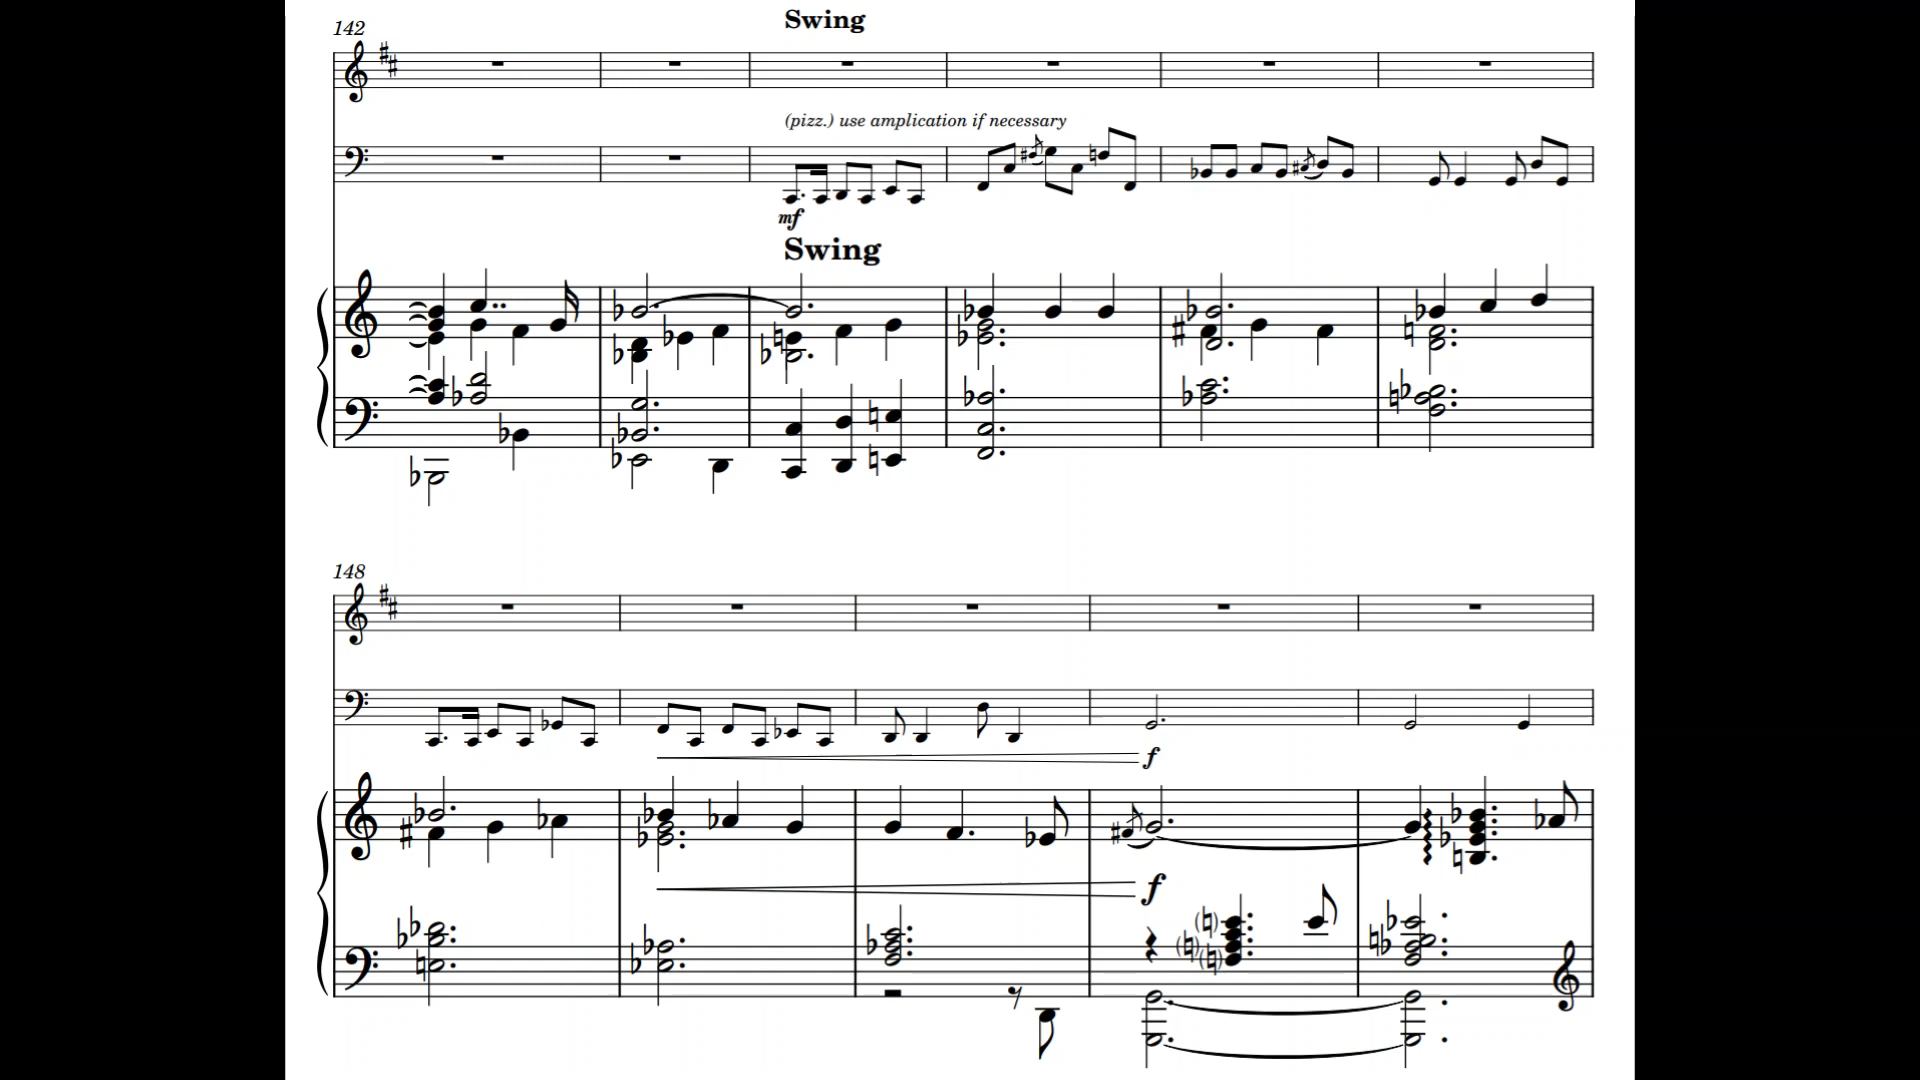 Swing
142
(pizz.) use amplication if necessary
mf
Swing
148
f
f